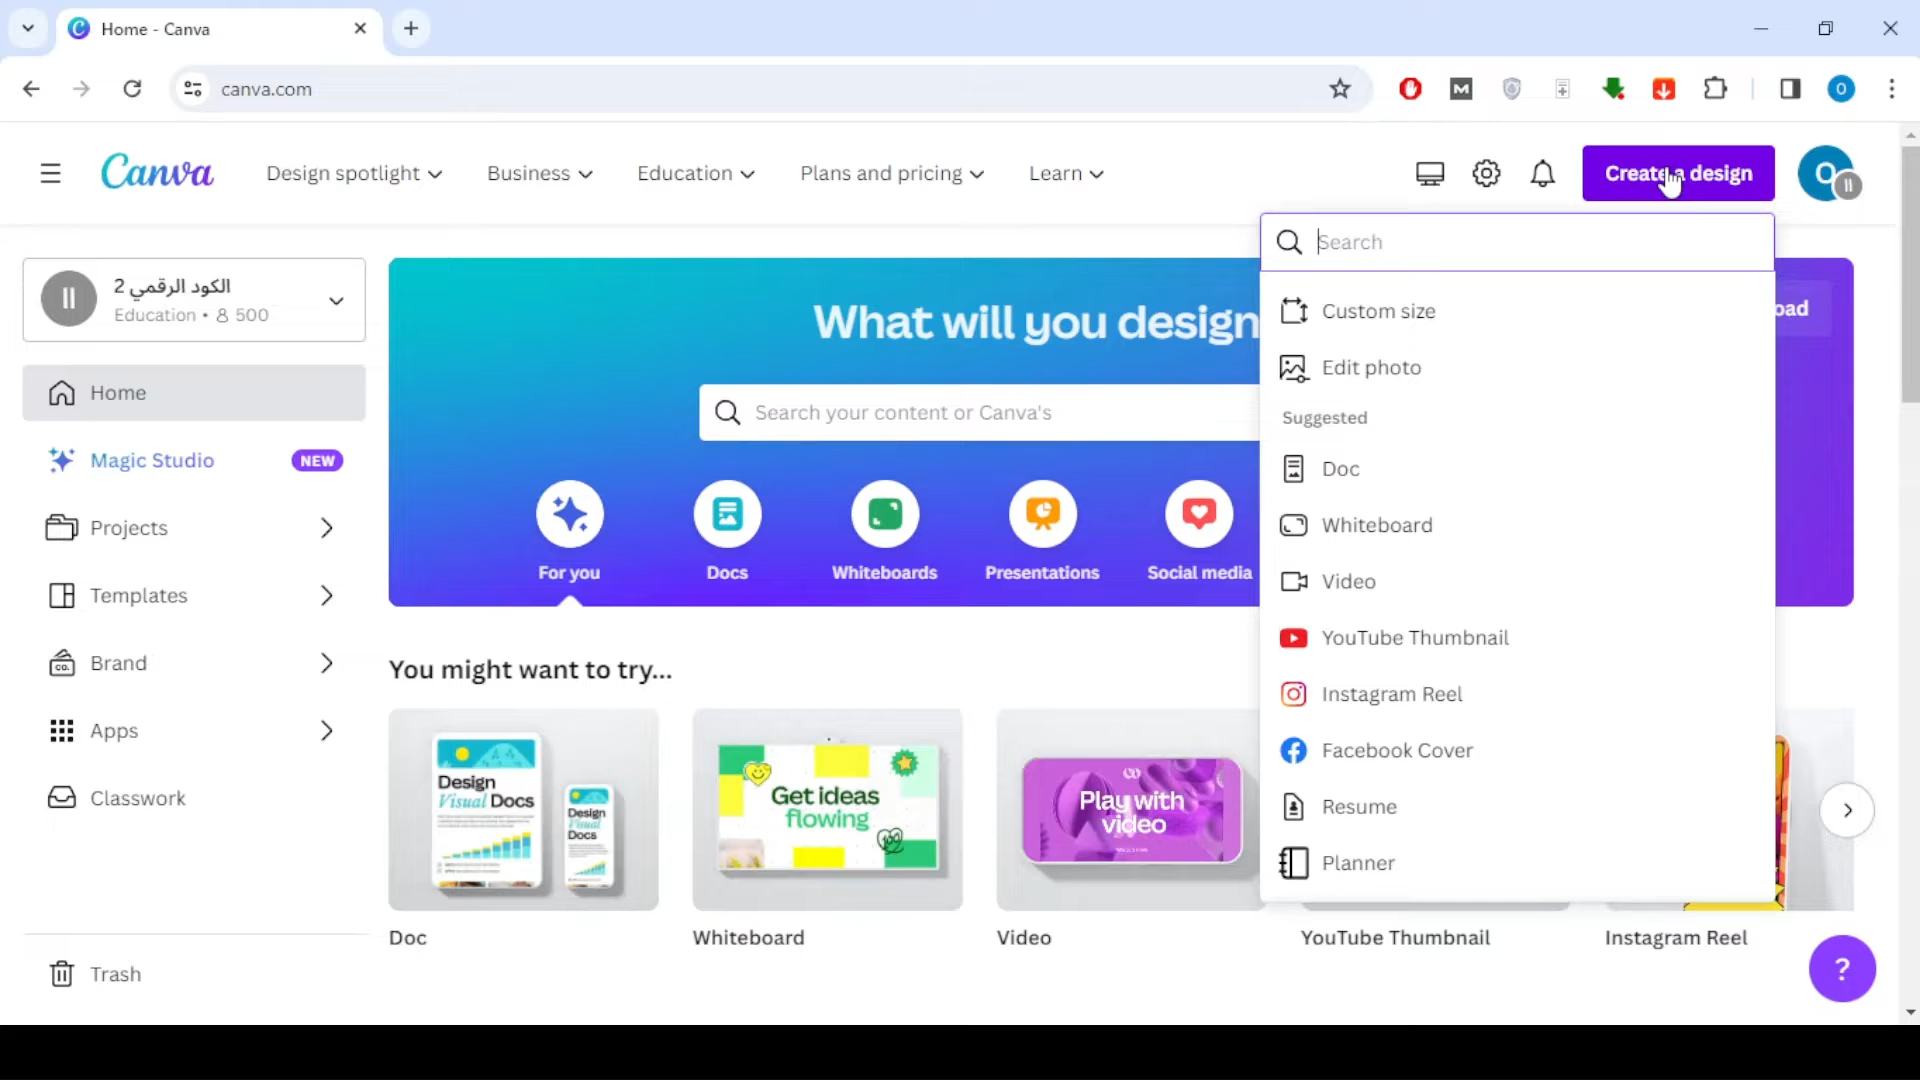 Home - Canva
canva.com
Canva
Design spotlight
Business
Education
Plans and pricing
Learn
Create a design
O
الكود الرقمي 2
Education • 500
Home
Magic Studio
NEW
Projects
Templates
Brand
Apps
Classwork
Trash
What will you design
Search your content or Canva's
For you
Docs
Whiteboards
Presentations
Social media
oad
Search
Custom size
Edit photo
Suggested
Doc
Whiteboard
Video
YouTube Thumbnail
Instagram Reel
Facebook Cover
Resume
Planner
You might want to try...
Design
Visual Docs
Design
Visual
Docs
Get ideas
flowing
Play with
video
Doc
Whiteboard
Video
YouTube Thumbnail
Instagram Reel
?